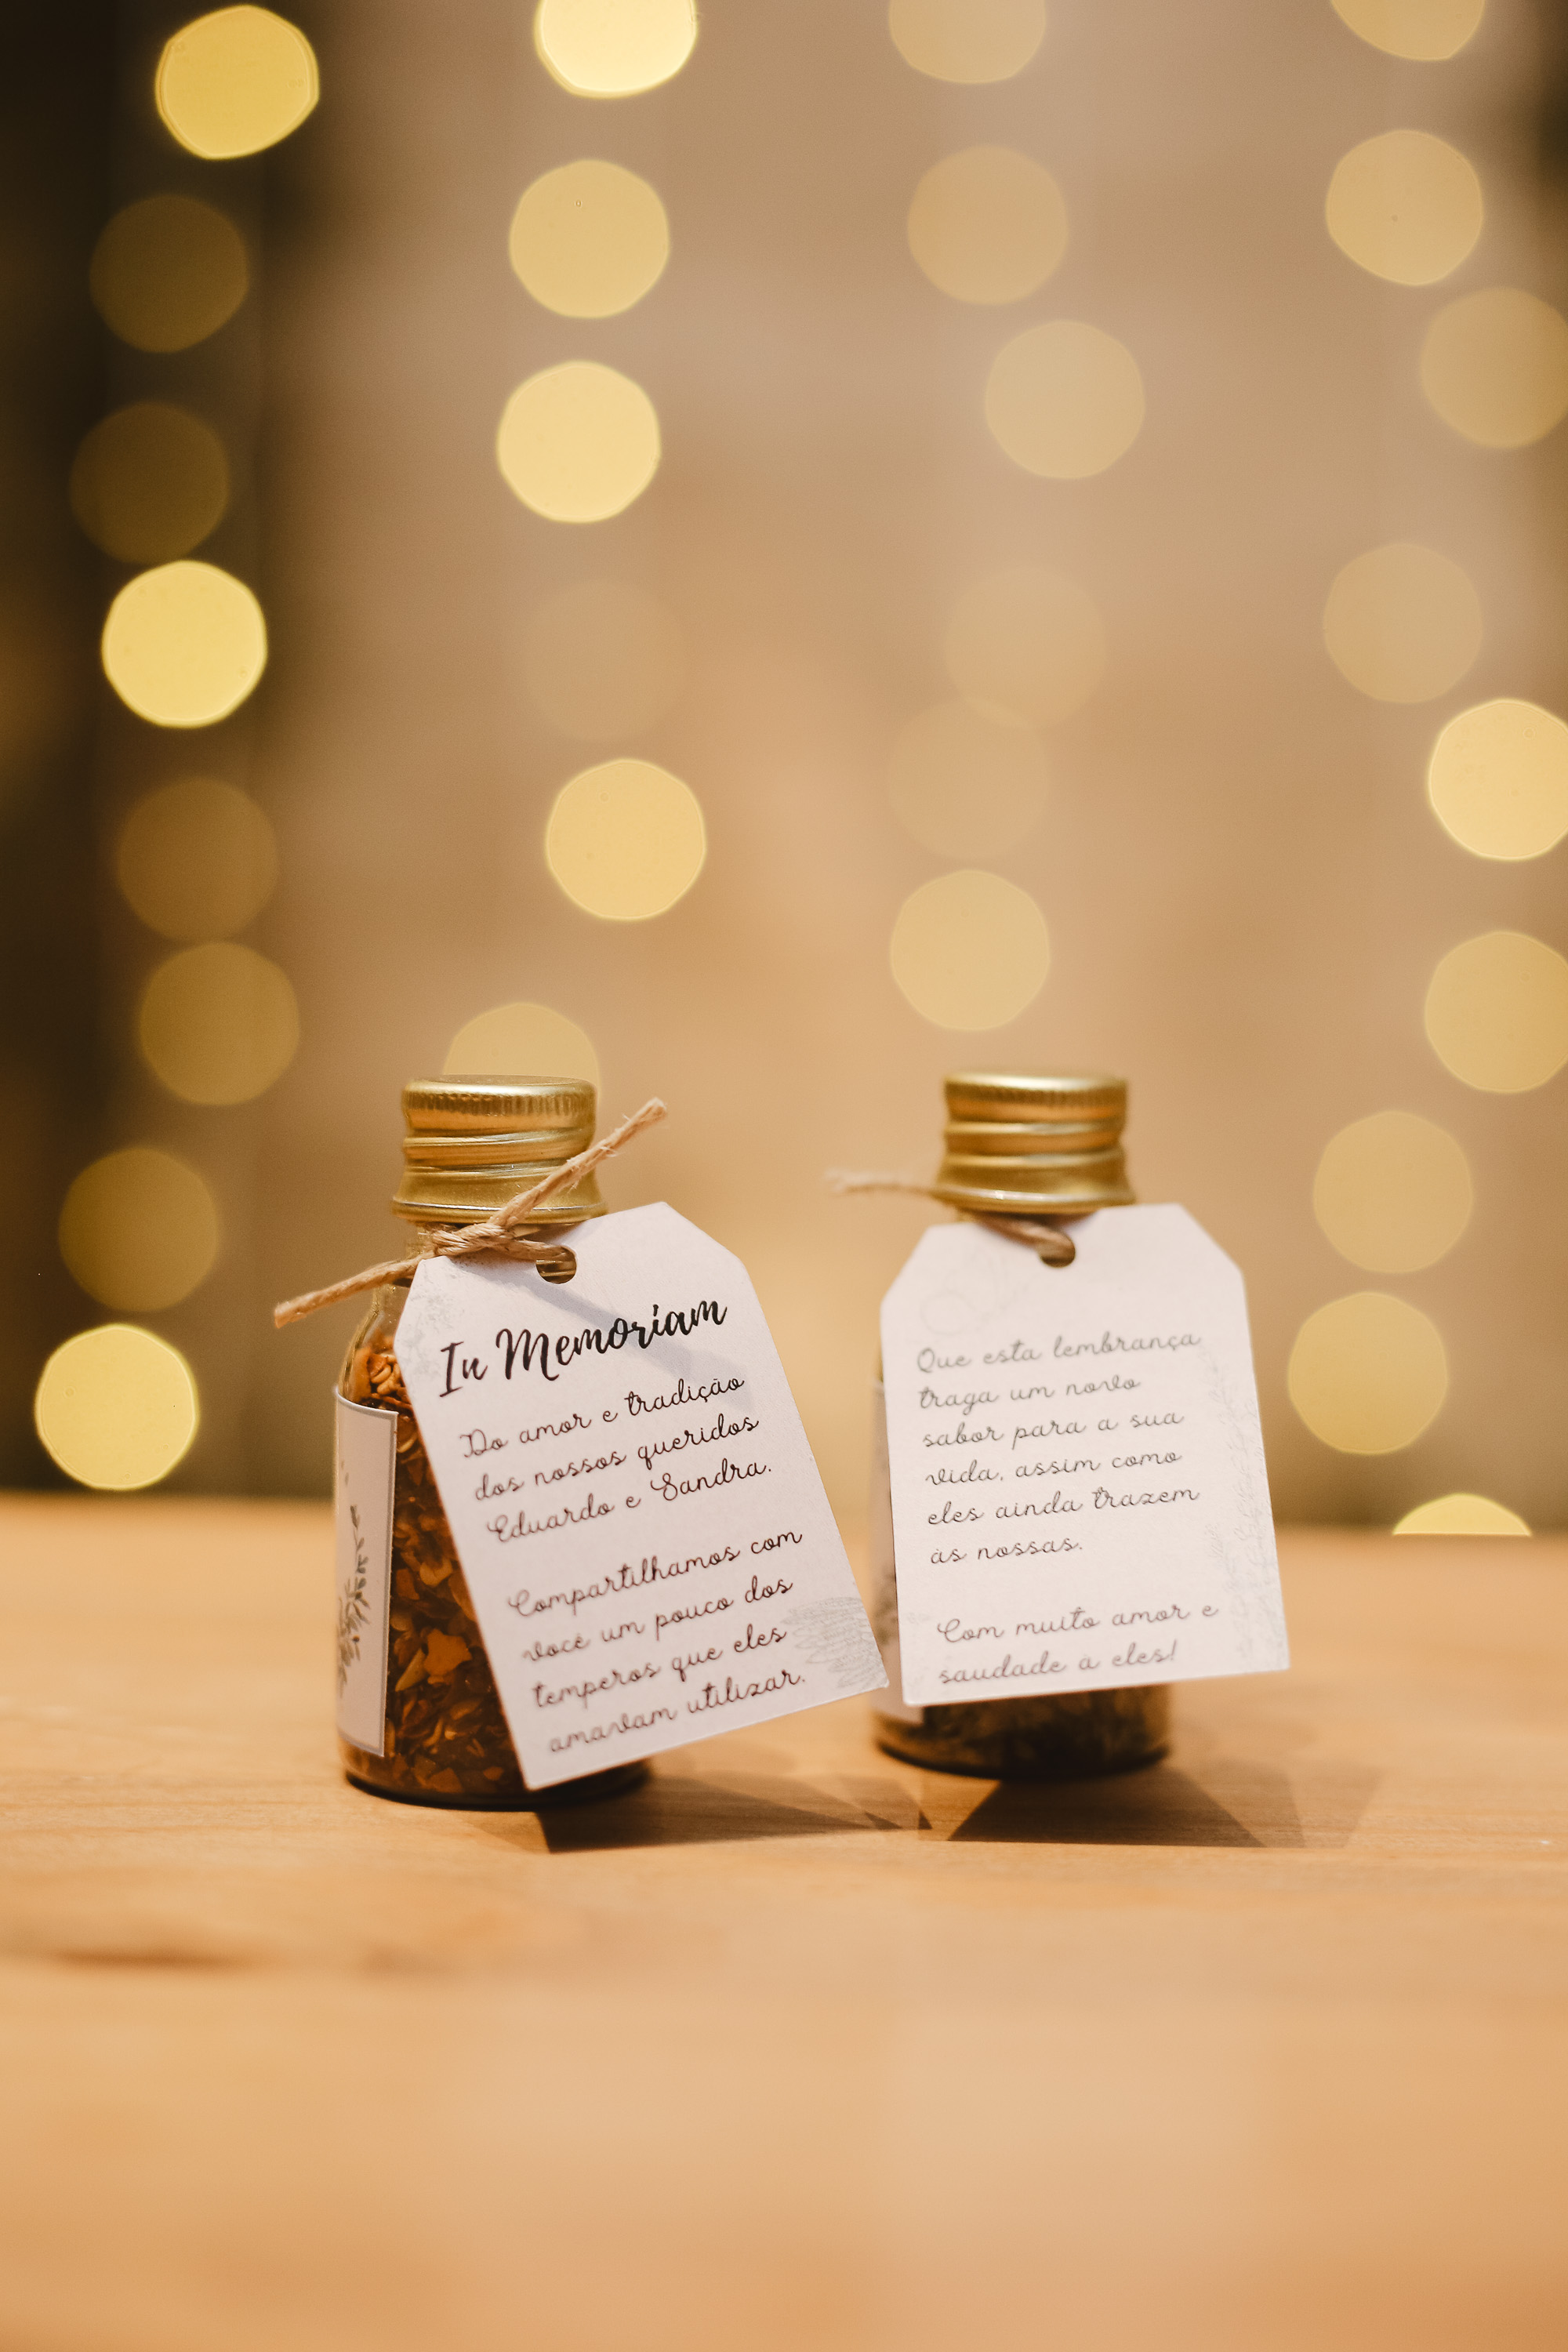 In Memoriam
Do amor e tradição
dos nossos queridos
Eduardo e Sandra.
Compartilhamos com
você um pouco dos
temperos que eles
amavam utilizar.
Que esta lembrança
traga um novo
sabor para a sua
vida, assim como
eles ainda trazem
às nossas.
Com muito amor e
saudade à eles!